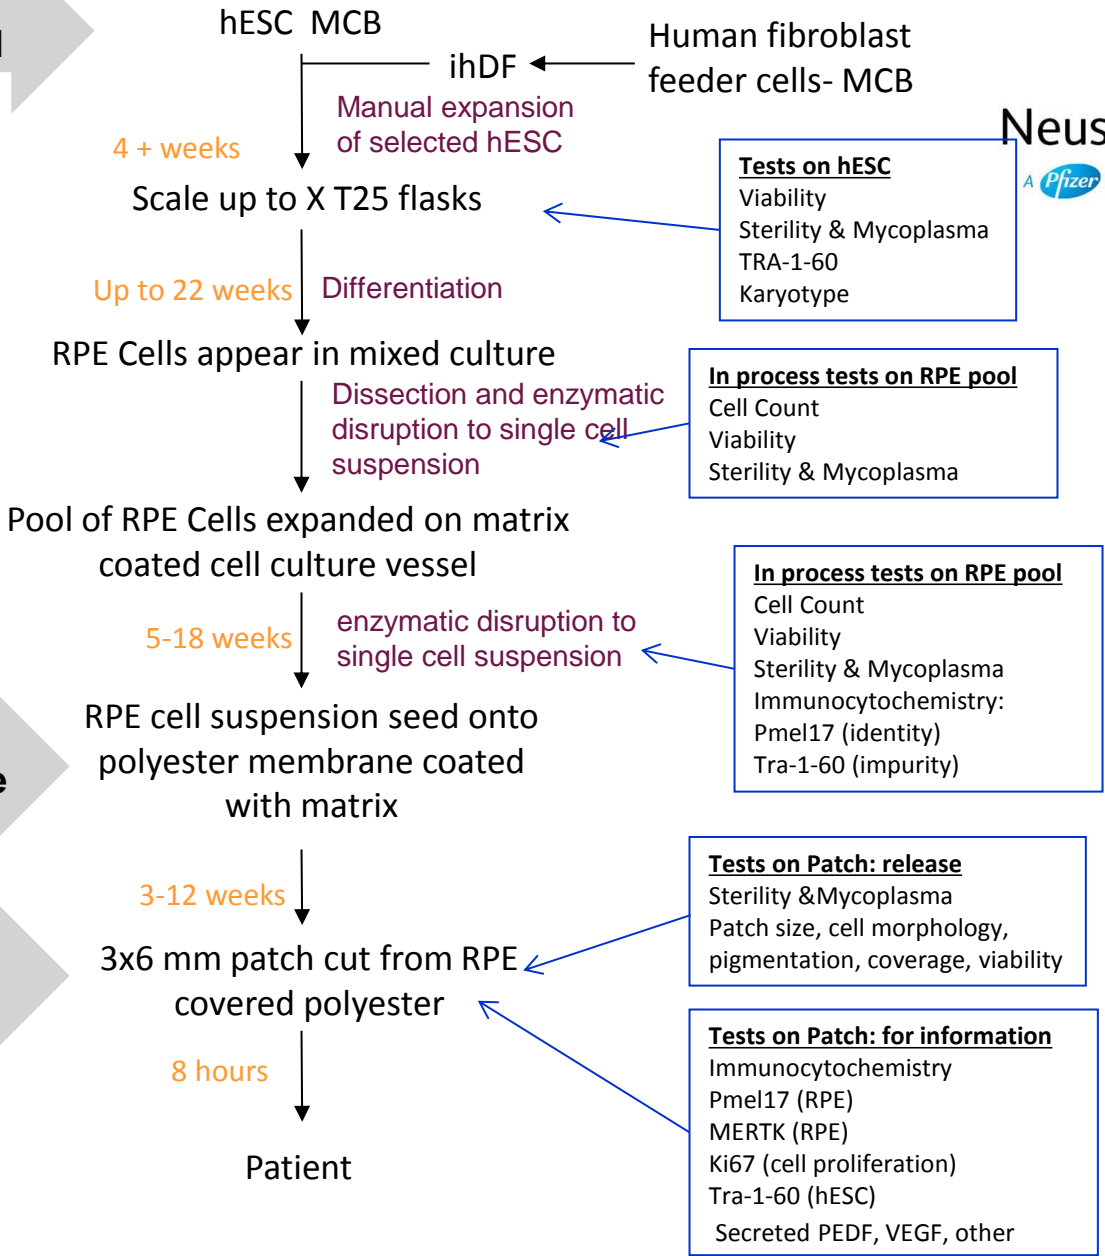 hESC MCB
ihDF
Human fibroblast
feeder cells- MCB
Manual expansion
of selected hESC
4 + weeks
Neus
A Pfizer
Scale up to X T25 flasks
Tests on hESC
Viability
Sterility & Mycoplasma
TRA-1-60
Karyotype
Up to 22 weeks
Differentiation
RPE Cells appear in mixed culture
Dissection and enzymatic
disruption to single cell
suspension
In process tests on RPE pool
Cell Count
Viability
Sterility & Mycoplasma
Pool of RPE Cells expanded on matrix
coated cell culture vessel
5-18 weeks
enzymatic disruption to
single cell suspension
In process tests on RPE pool
Cell Count
Viability
Sterility & Mycoplasma
Immunocytochemistry:
Pmel17 (identity)
Tra-1-60 (impurity)
RPE cell suspension seed onto
polyester membrane coated
with matrix
e
3-12 weeks
Tests on Patch: release
Sterility &Mycoplasma
Patch size, cell morphology,
pigmentation, coverage, viability
3x6 mm patch cut from RPE
covered polyester
8 hours
Tests on Patch: for information
Immunocytochemistry
Pmel17 (RPE)
MERTK (RPE)
Ki67 (cell proliferation)
Tra-1-60 (hESC)
Secreted PEDF, VEGF, other
Patient